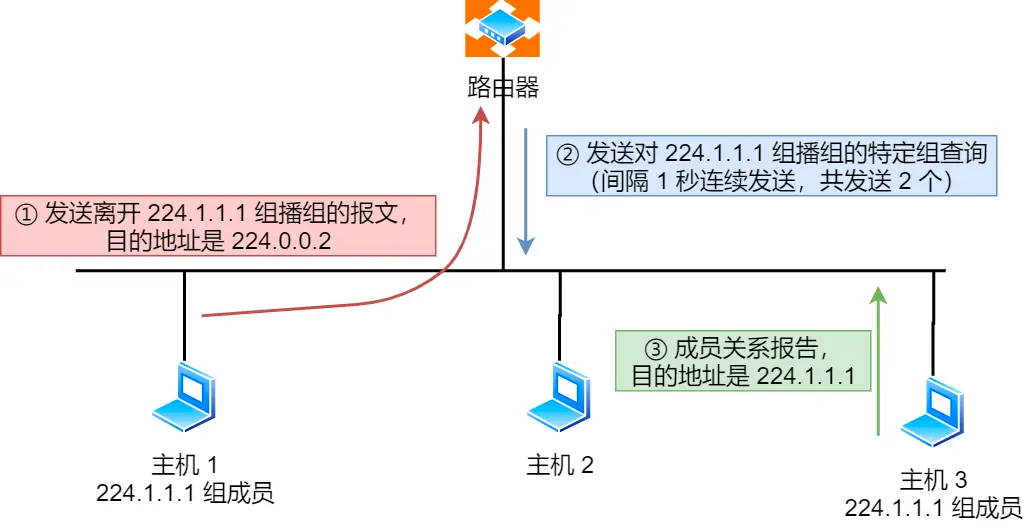 路由器
② 发送对 224.1.1.1 组播组的特定组查询
（间隔 1 秒连续发送，共发送 2 个）
① 发送离开 224.1.1.1 组播组的报文，
目的地址是 224.0.0.2
③ 成员关系报告，
目的地址是 224.1.1.1
主机 1
224.1.1.1 组成员
主机 2
主机 3
224.1.1.1 组成员